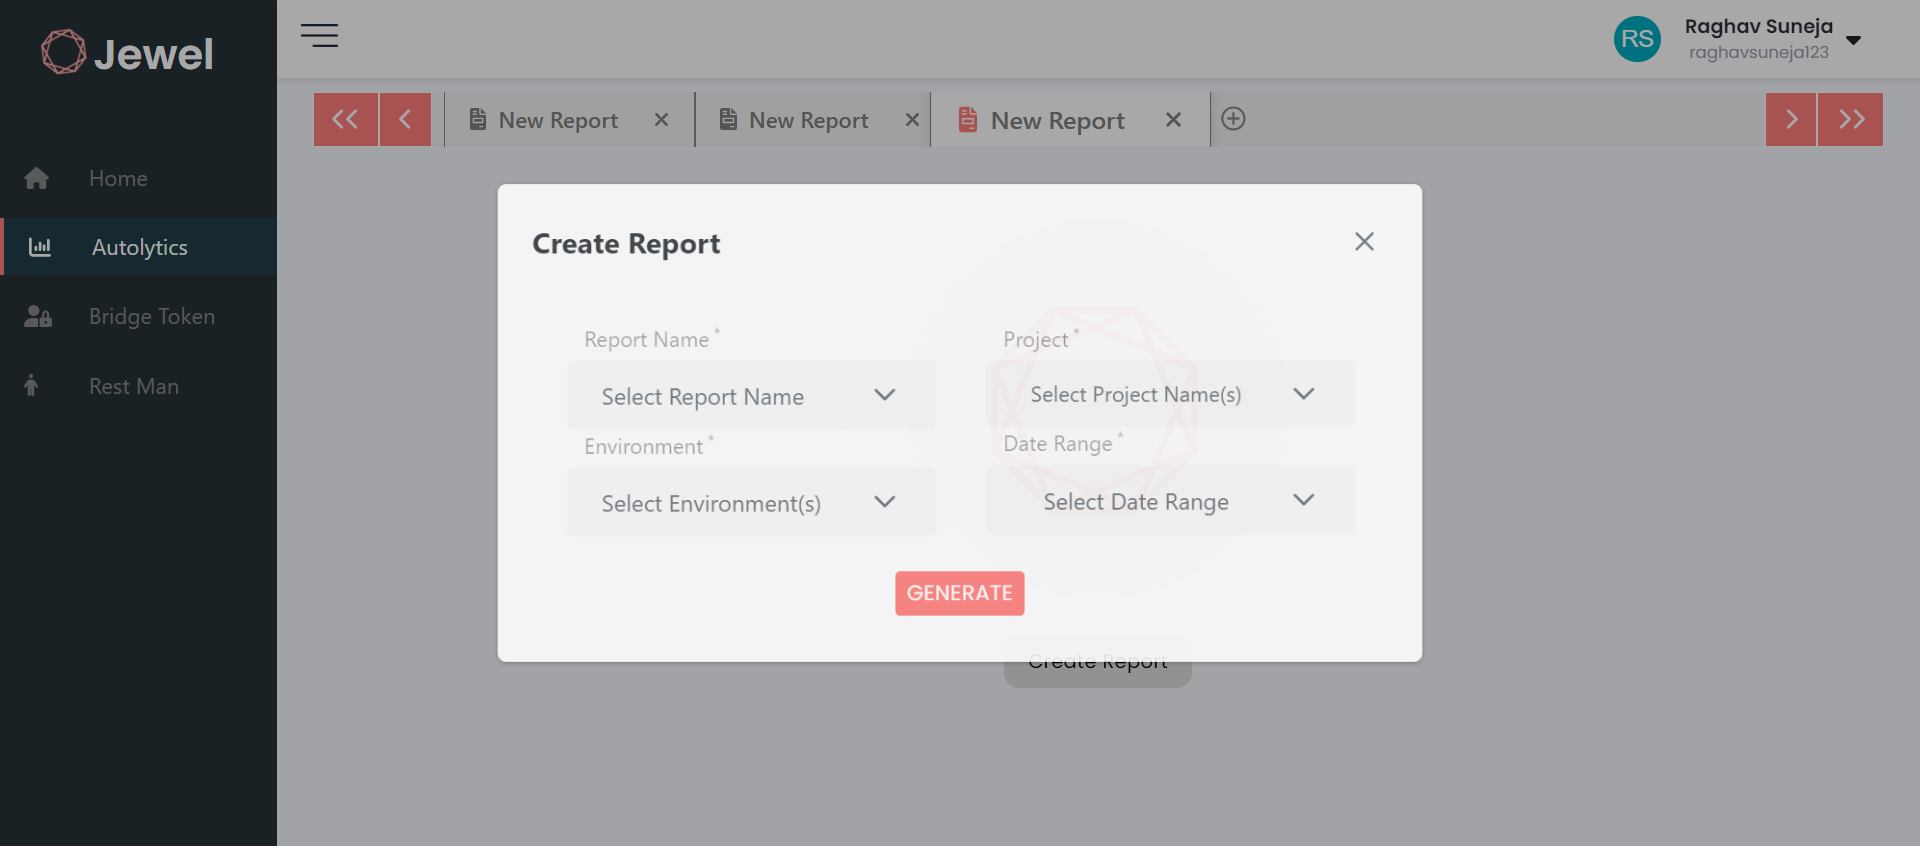 Jewel
RS
Raghav Suneja
raghavsuneja123
New Report
New Report
New Report
Home
Autolytics
Bridge Token
Rest Man
Create Report
Report Name *
Project *
Select Report Name
Select Project Name(s)
Environment *
Date Range *
Select Environment(s)
Select Date Range
GENERATE
Create Report